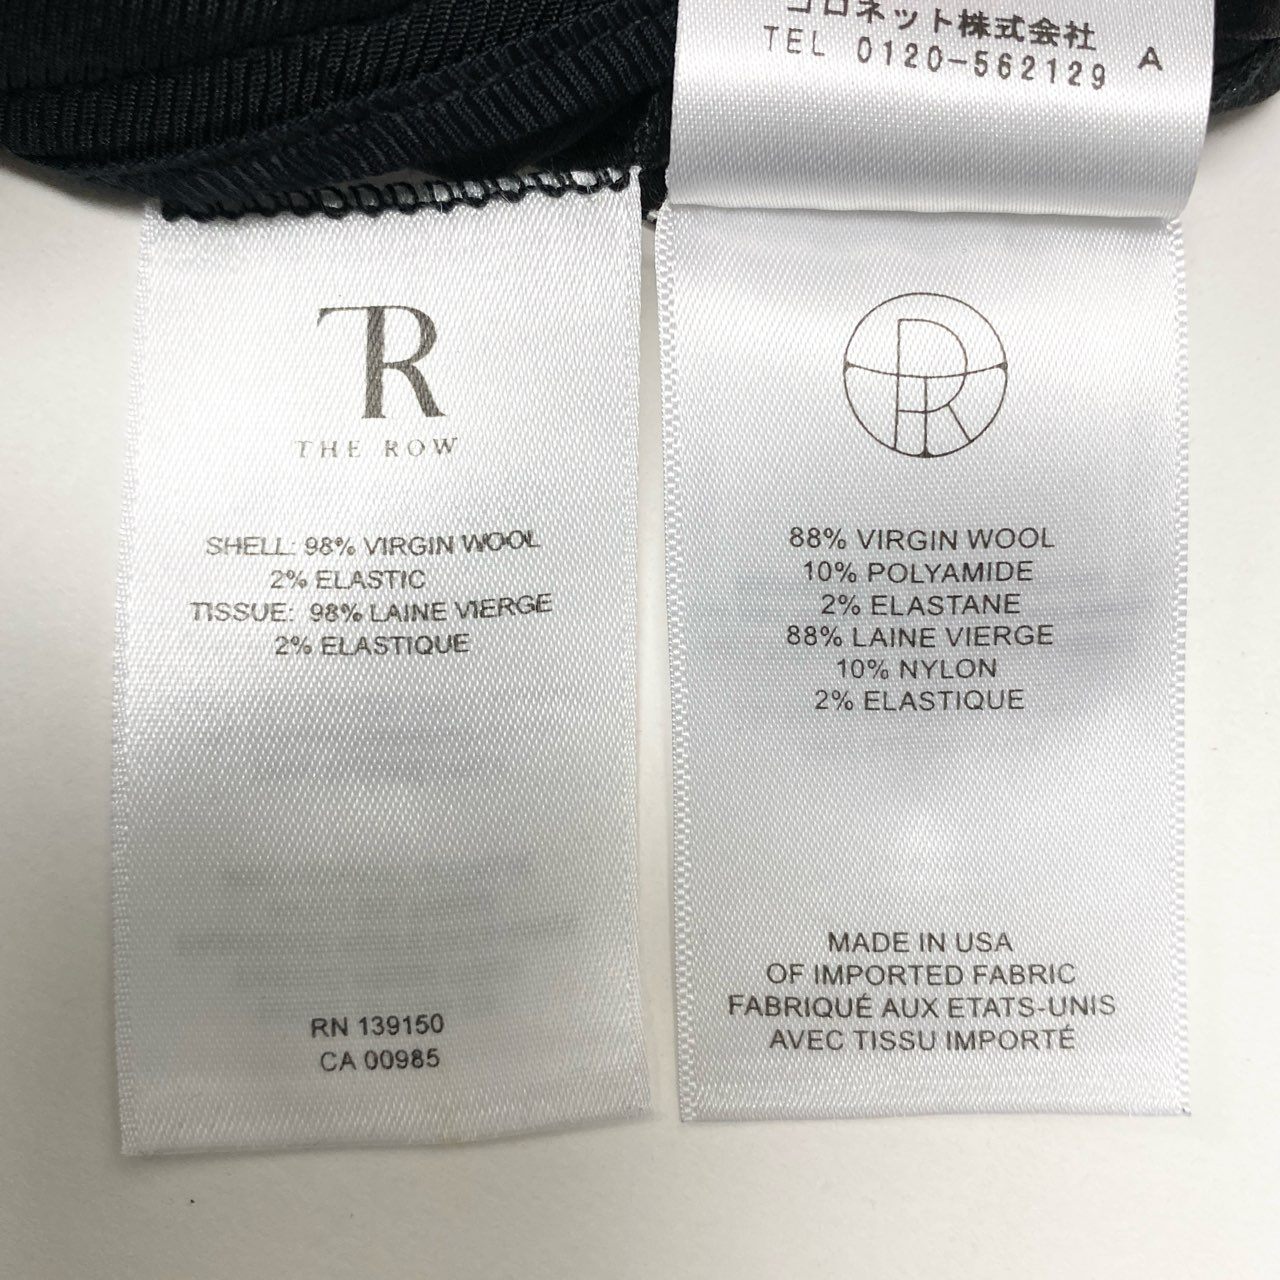 コロネット株式会社
TEL 0120-562129 A
TR
THE ROW
SHELL: 98% VIRGIN WOOL
2% ELASTIC
TISSUE: 98% LAINE VIERGE
2% ELASTIQUE
RN 139150
CA 00985
TR
88% VIRGIN WOOL
10% POLYAMIDE
2% ELASTANE
88% LAINE VIERGE
10% NYLON
2% ELASTIQUE
MADE IN USA
OF IMPORTED FABRIC
FABRIQUÉ AUX ETATS-UNIS
AVEC TISSU IMPORTÉ